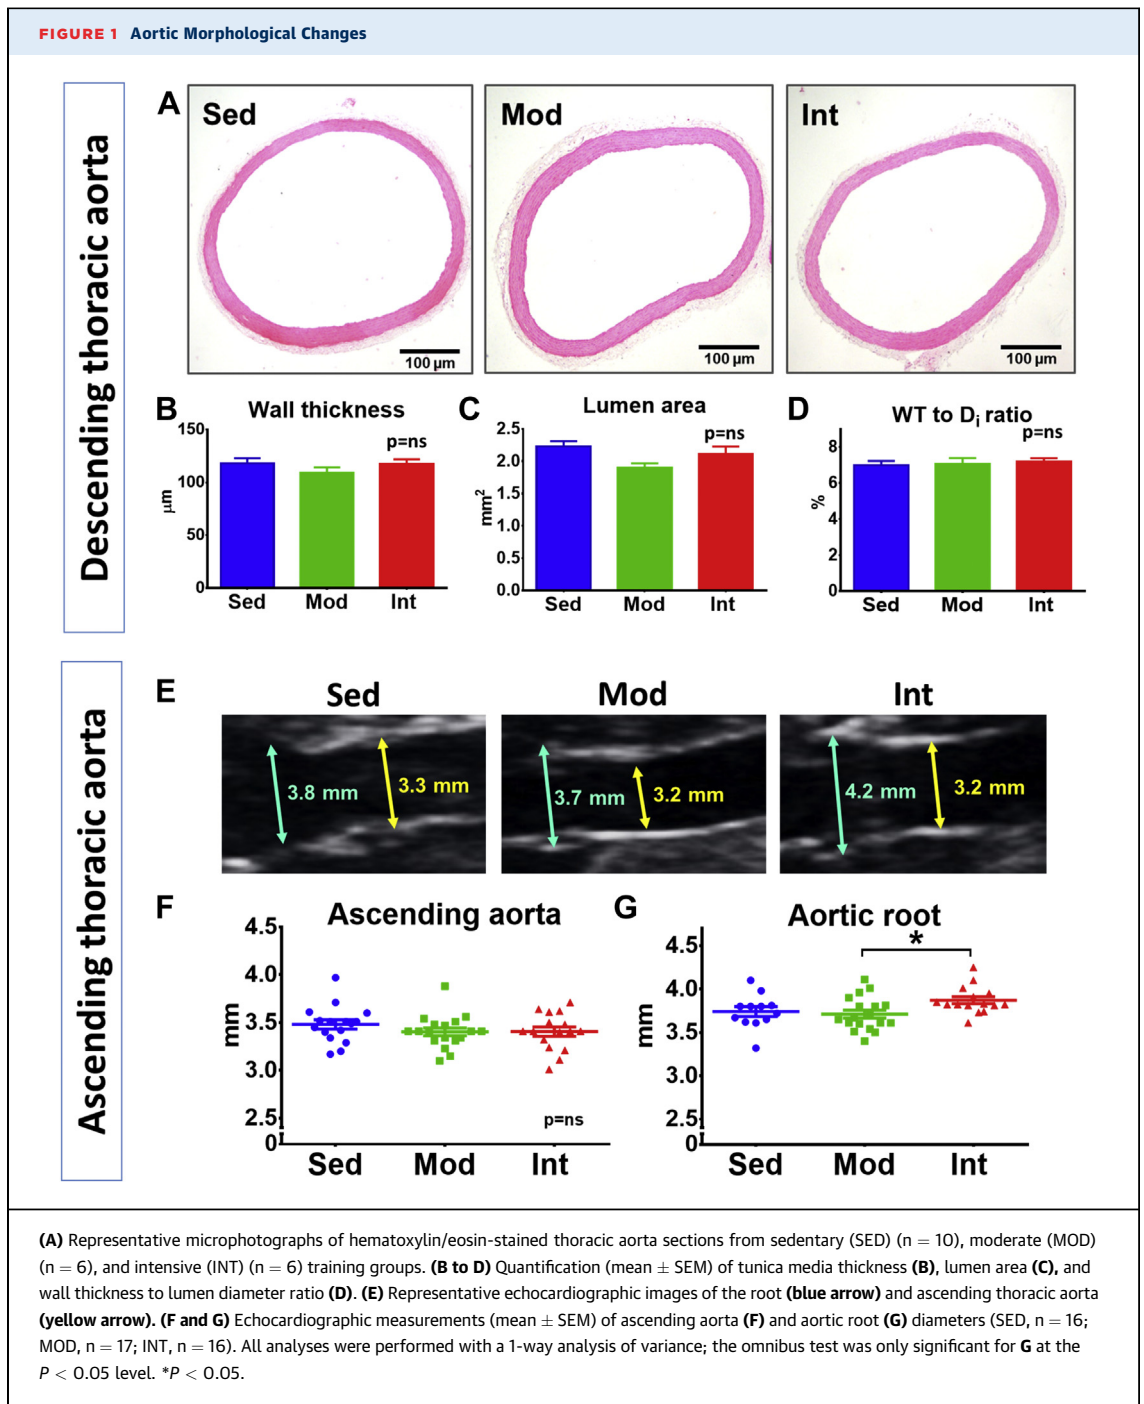 FIGURE 1 Aortic Morphological Changes
Descending thoracic aorta
A
Sed
Mod
Int
100 µm
100 µm
100 µm
B
Wall thickness
150
100
50
0
µm
p=ns
Sed Mod Int
C
Lumen area
2.5
2.0
1.5
1.0
0.5
0.0
mm²
p=ns
Sed Mod Int
D
WT to Di ratio
8
6
4
2
0
%
p=ns
Sed Mod Int
Ascending thoracic aorta
E
Sed
Mod
Int
3.8 mm
3.3 mm
3.7 mm
3.2 mm
4.2 mm
3.2 mm
F
Ascending aorta
4.5
4.0
3.5
3.0
2.5
0
mm
p=ns
Sed Mod Int
G
Aortic root
*
4.5
4.0
3.5
3.0
2.5
0
mm
Sed Mod Int
(A) Representative microphotographs of hematoxylin/eosin-stained thoracic aorta sections from sedentary (SED) (n = 10), moderate (MOD)
(n = 6), and intensive (INT) (n = 6) training groups. (B to D) Quantification (mean ± SEM) of tunica media thickness (B), lumen area (C), and
wall thickness to lumen diameter ratio (D). (E) Representative echocardiographic images of the root (blue arrow) and ascending thoracic aorta
(yellow arrow). (F and G) Echocardiographic measurements (mean ± SEM) of ascending aorta (F) and aortic root (G) diameters (SED, n = 16;
MOD, n = 17; INT, n = 16). All analyses were performed with a 1-way analysis of variance; the omnibus test was only significant for G at the
P < 0.05 level. *P < 0.05.